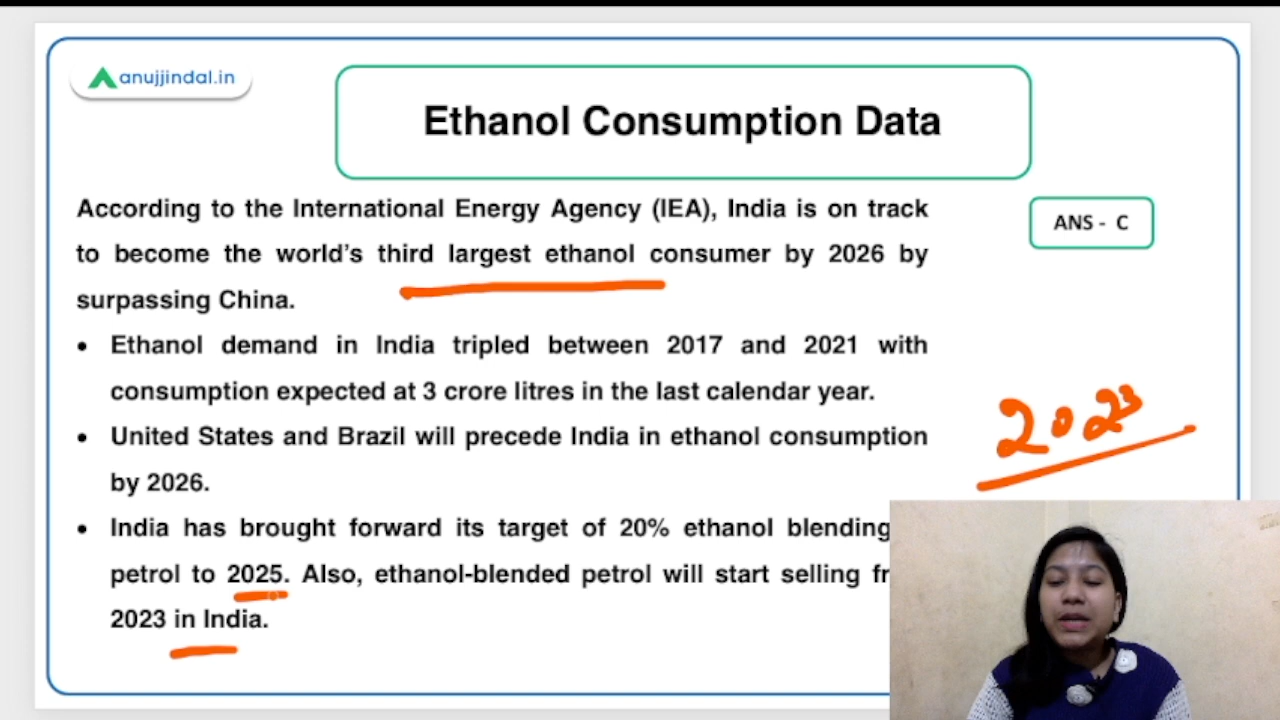 anujjindal.in
Ethanol Consumption Data
According to the International Energy Agency (IEA), India is on track
to become the world's third largest ethanol consumer by 2026 by
surpassing China.
ANS - C
• Ethanol demand in India tripled between 2017 and 2021 with
consumption expected at 3 crore litres in the last calendar year.
• United States and Brazil will precede India in ethanol consumption
by 2026.
2023
• India has brought forward its target of 20% ethanol blending
petrol to 2025. Also, ethanol-blended petrol will start selling
2023 in India.